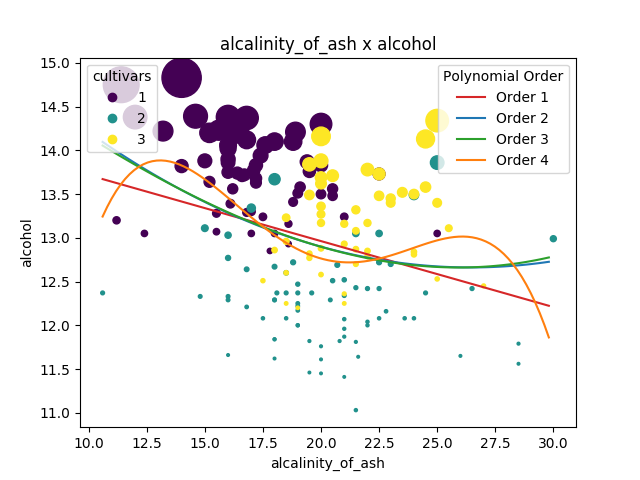 alcalinity_of_ash x alcohol
cultivars
1
2
3
Polynomial Order
Order 1
Order 2
Order 3
Order 4
alcohol
15.0
14.5
14.0
13.5
13.0
12.5
12.0
11.5
11.0
10.0 12.5 15.0 17.5 20.0 22.5 25.0 27.5 30.0
alcalinity_of_ash